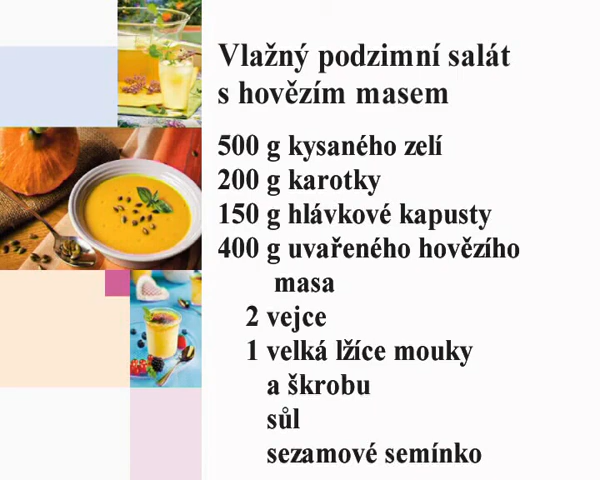 Vlažný podzimní salát
s hovězím masem
500 g kysaného zelí
200 g karotky
150 g hlávkové kapusty
400 g uvařeného hovězího
masa
2 vejce
1 velká lžíce mouky
a škrobu
sůl
sezamové semínko